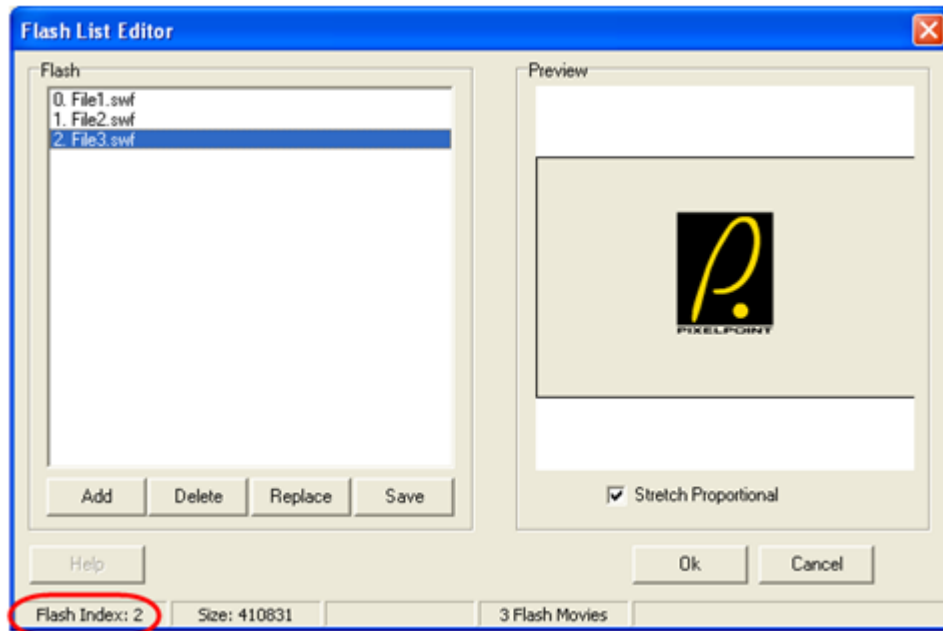 Flash List Editor
Flash
0. File1.swf
1. File2.swf
2. File3.swf
Add
Delete
Replace
Save
Preview
PIXELPOINT
Stretch Proportional
Help
Ok
Cancel
Flash Index: 2
Size: 410831
3 Flash Movies